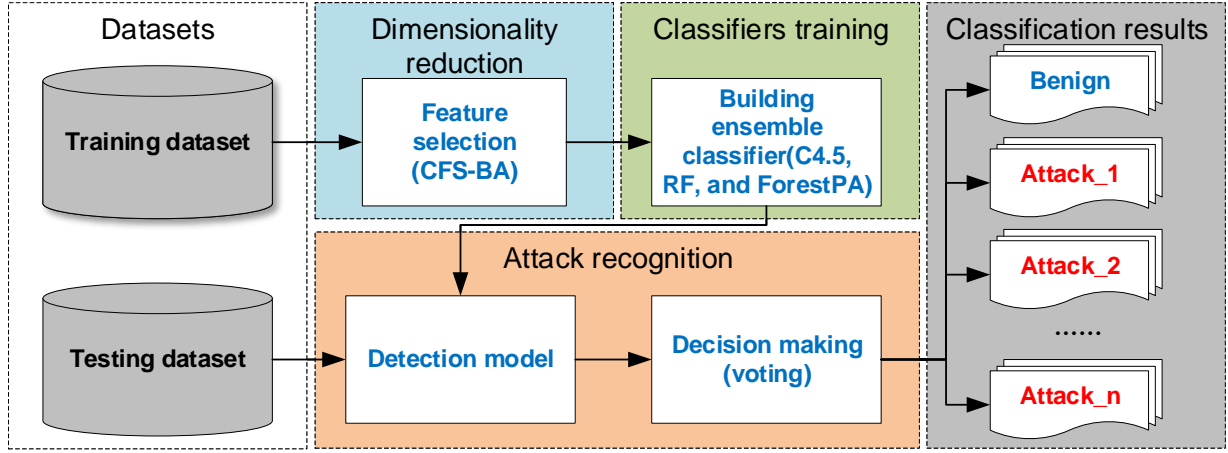 Datasets
Training dataset
Testing dataset
Dimensionality
reduction
Feature
selection
(CFS-BA)
Classifiers training
Building
ensemble
classifier(C4.5,
RF, and ForestPA)
Attack recognition
Detection model
Decision making
(voting)
Classification results
Benign
Attack_1
Attack_2
......
Attack_n